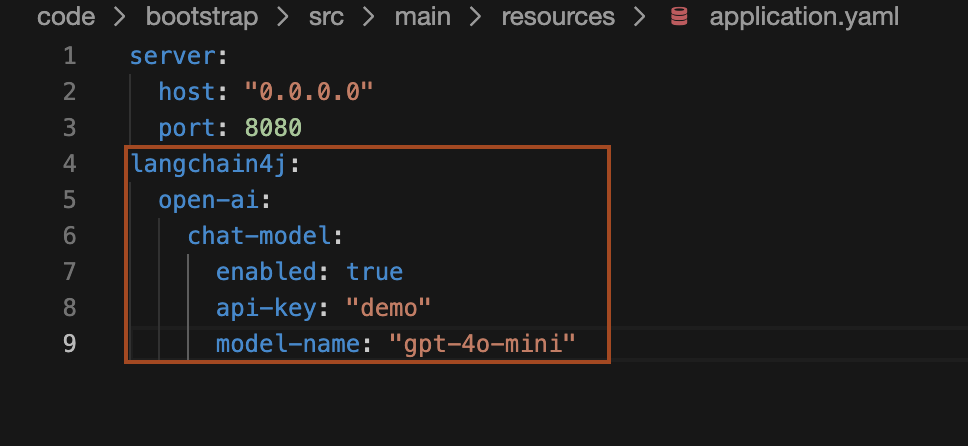 code > bootstrap > src > main > resources > application.yaml
1 server:
2   host: "0.0.0.0"
3   port: 8080
4 langchain4j:
5   open-ai:
6     chat-model:
7       enabled: true
8       api-key: "demo"
9       model-name: "gpt-4o-mini"